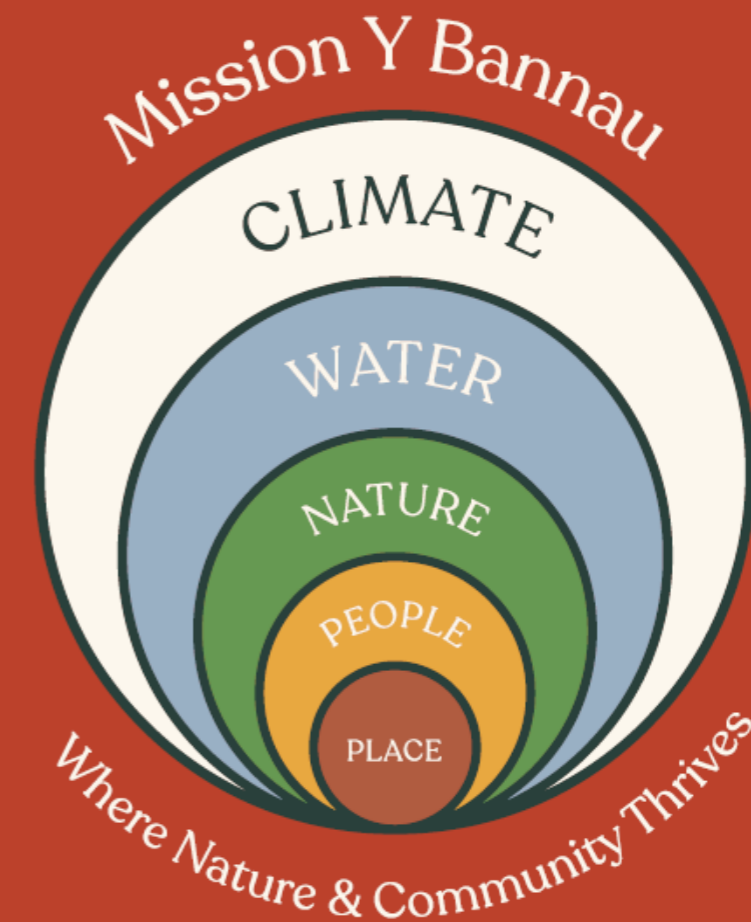 Mission Y Bannau
CLIMATE
WATER
NATURE
PEOPLE
PLACE
Where Nature & Community Thrives